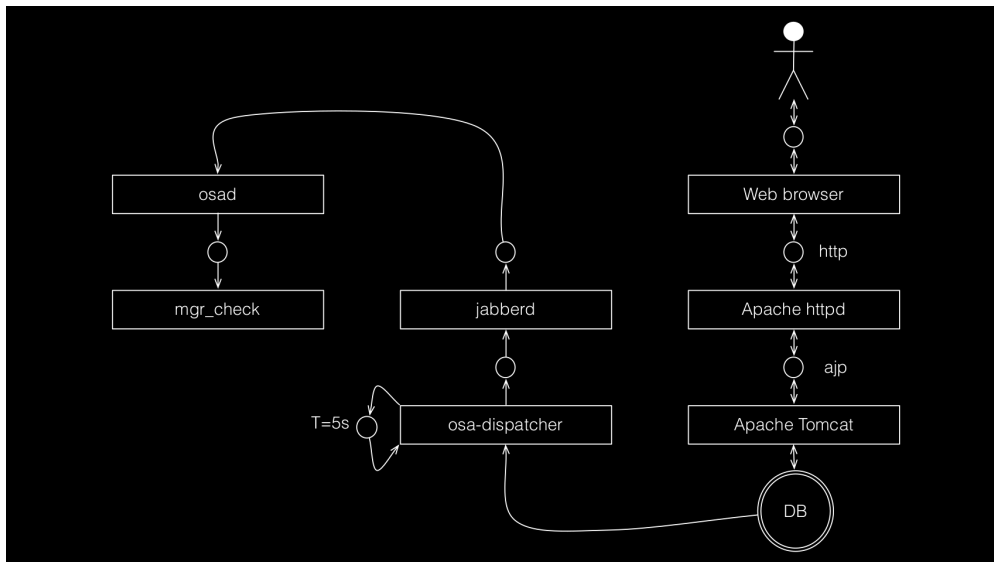 osad
Web browser
http
mgr_check
jabberd
Apache httpd
ajp
T=5s
osa-dispatcher
Apache Tomcat
DB